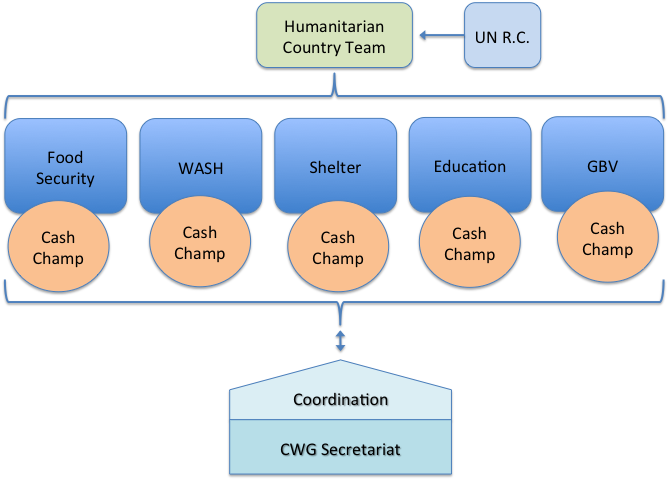 Humanitarian
Country Team
UN R.C.
Food
Security
WASH
Shelter
Education
GBV
Cash
Champ
Cash
Champ
Cash
Champ
Cash
Champ
Cash
Champ
Coordination
CWG Secretariat